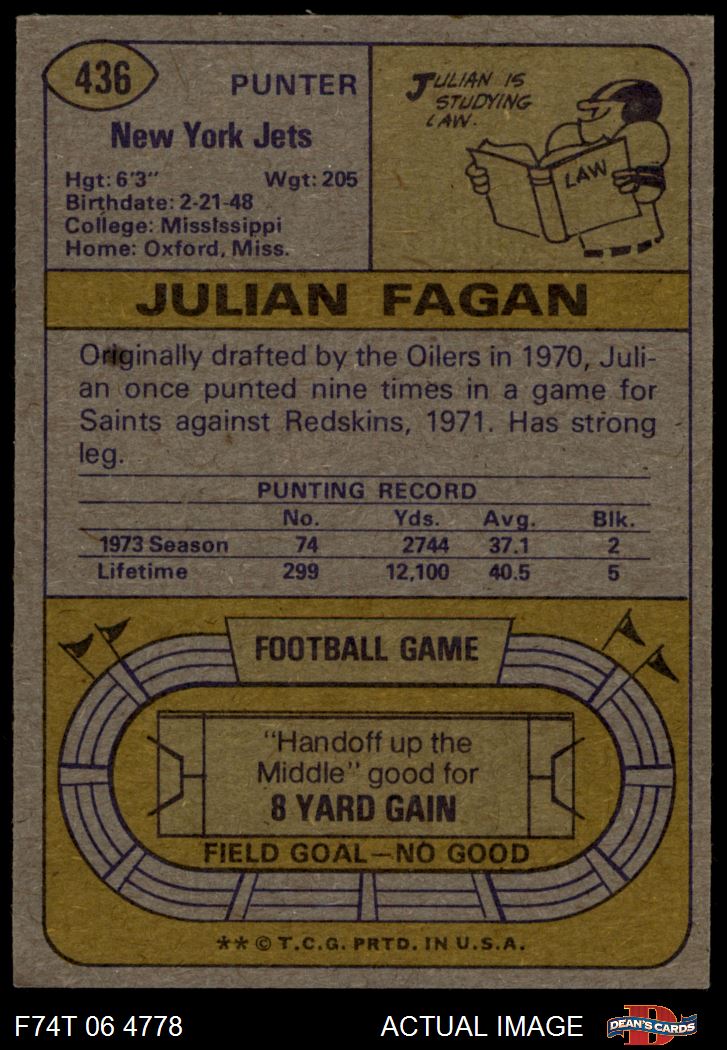 436
PUNTER
New York Jets
Hgt: 6'3" Wgt: 205
Birthdate: 2-21-48
College: Mississippi
Home: Oxford, Miss.
JULIAN IS
STUDYING
LAW.
LAW
JULIAN FAGAN
Originally drafted by the Oilers in 1970, Juli-
an once punted nine times in a game for
Saints against Redskins, 1971. Has strong
leg.
PUNTING RECORD
No. Yds. Avg. Blk.
1973 Season 74 2744 37.1 2
Lifetime 299 12,100 40.5 5
FOOTBALL GAME
"Handoff up the
Middle" good for
8 YARD GAIN
FIELD GOAL—NO GOOD
** © T.C.G. PRTD. IN U.S.A.
F74T 06 4778 ACTUAL IMAGE
D
DEAN'S CARDS